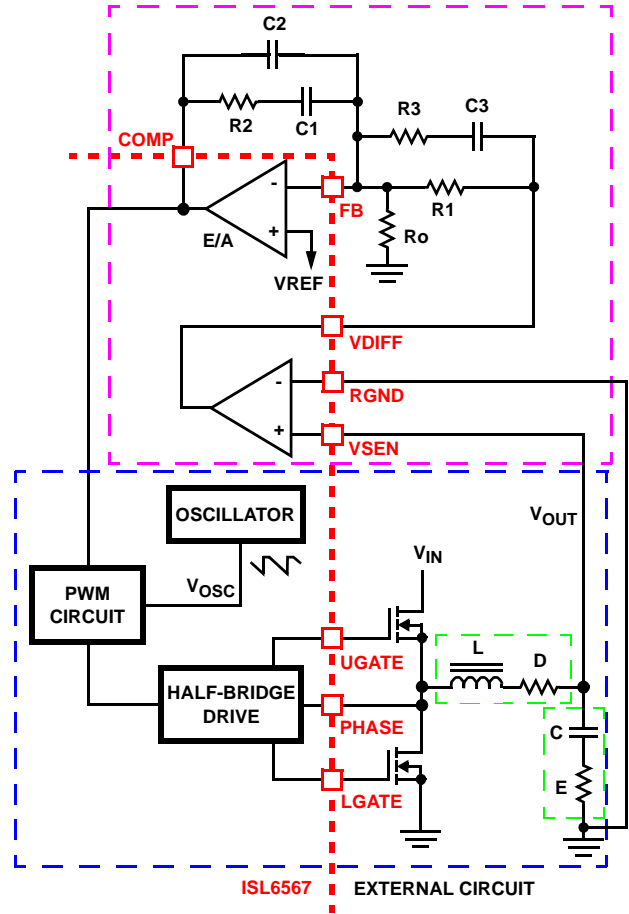 C2
R2
C1
R3
C3
COMP
-
FB
R1
E/A
+
Ro
VREF
VDIFF
-
RGND
+
VSEN
OSCILLATOR
VOUT
VIN
PWM
CIRCUIT
VOSC
L
D
UGATE
HALF-BRIDGE
DRIVE
PHASE
C
E
LGATE
ISL6567
EXTERNAL CIRCUIT